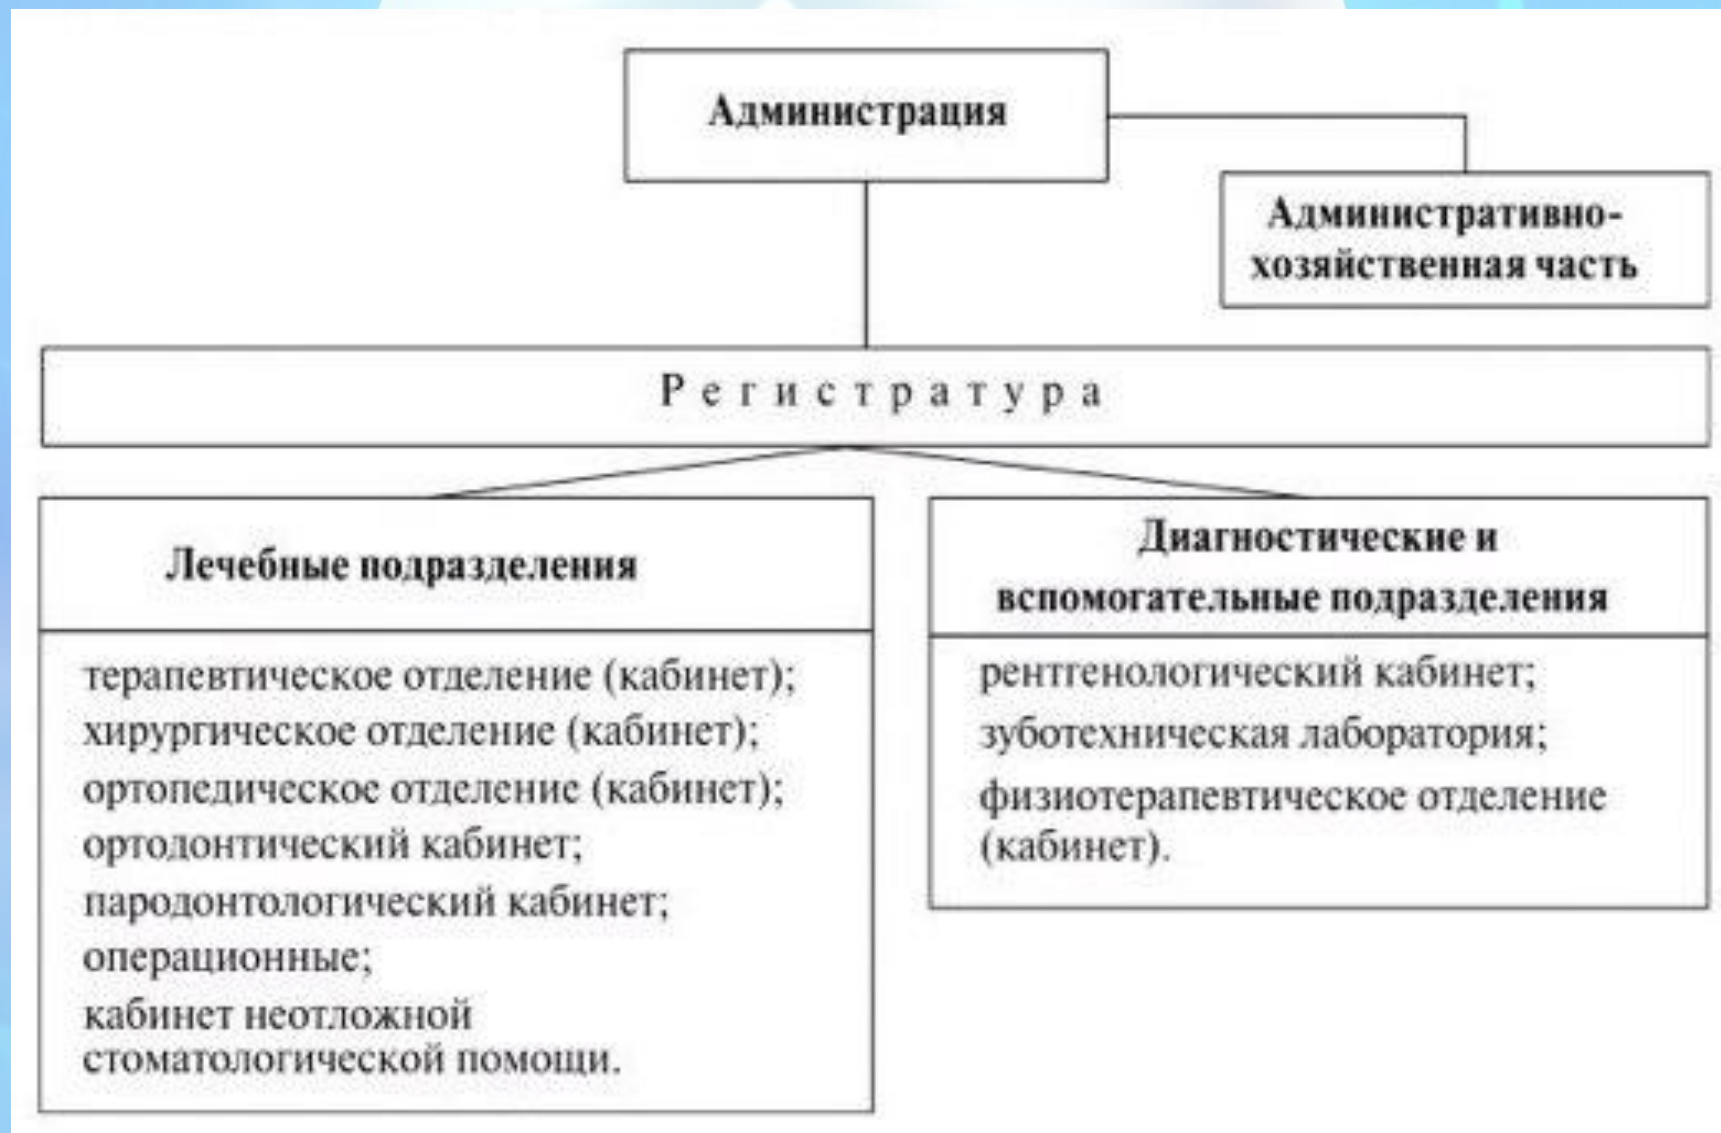 Администрация
Административно-
хозяйственная часть
Регистратура
Лечебные подразделения
терапевтическое отделение (кабинет);
хирургическое отделение (кабинет);
ортопедическое отделение (кабинет);
ортодонтический кабинет;
пародонтологический кабинет;
операционные;
кабинет неотложной
стоматологической помощи.
Диагностические и
вспомогательные подразделения
рентгенологический кабинет;
зуботехническая лаборатория;
физиотерапевтическое отделение
(кабинет).